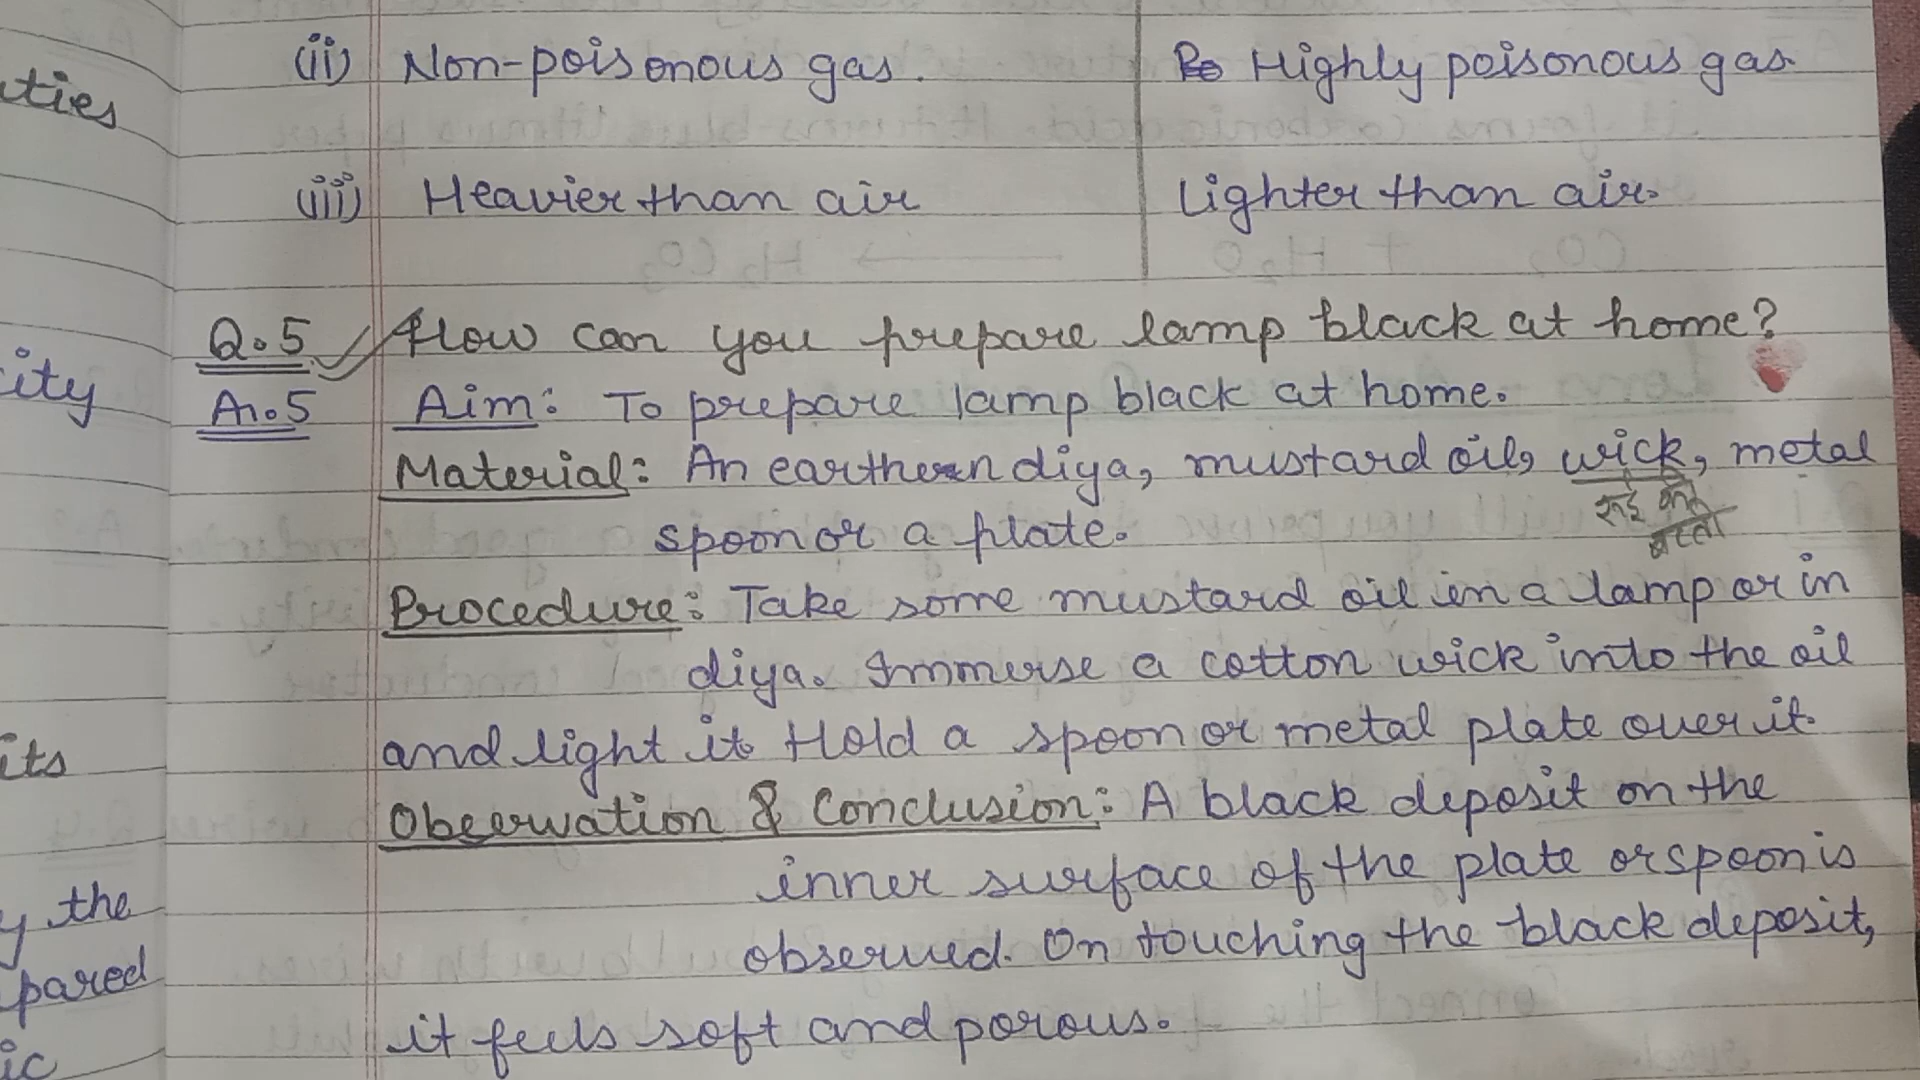 (ii) Non-poisonous gas. Highly poisonous gas.
ties
(iii) Heavier than air Lighter than air.
Q.5 How can you prepare lamp black at home?
ity
An.5 Aim: To prepare lamp black at home.
Material: An earthen diya, mustard oil, wick, metal
रूई की
बत्ती
spoon or a plate.
Procedure: Take some mustard oil in a lamp or in
diya. Immerse a cotton wick into the oil
and light it. Hold a spoon or metal plate over it.
its
Obserwation & Conclusion: A black deposit on the
inner surface of the plate or spoon is
y the
observed. On touching the black deposit,
pared
it feels soft and porous.
ic